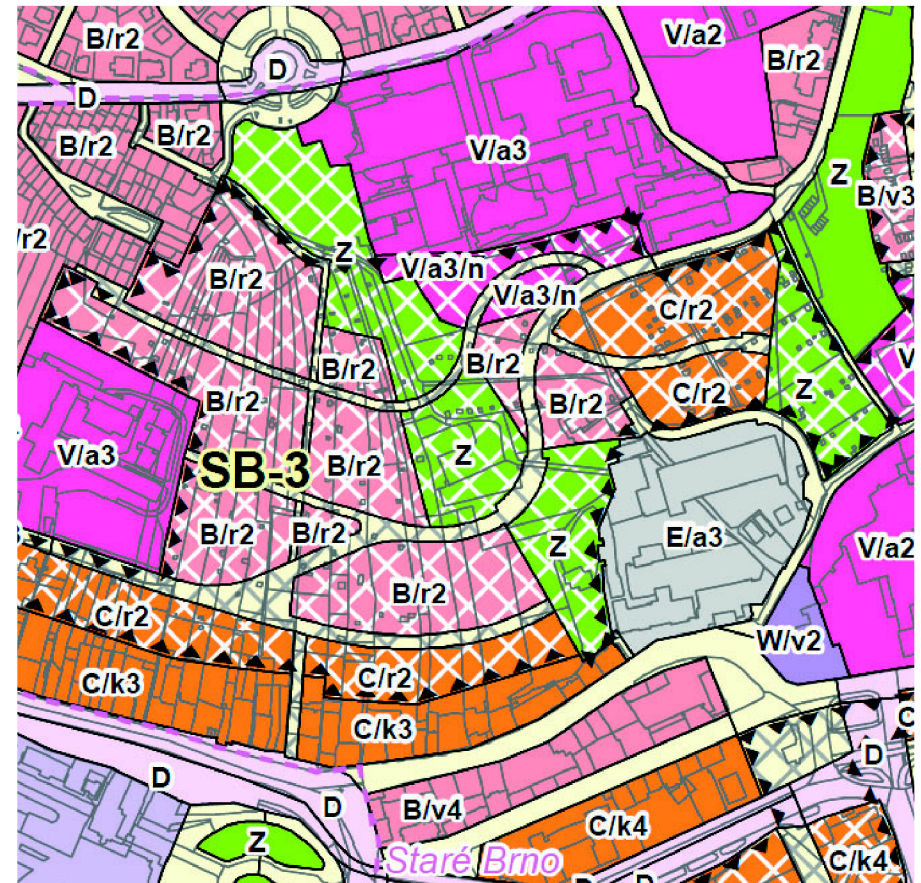 B/r2
V/a2
B/r2
D
D
B/r2
B/r2
V/a3
Z
B/v3
/r2
Z
B/r2
V/a3/n
V/a3/n
C/r2
B/r2
B/r2
C/r2
B/r2
B/r2
Z
V/a3
SB-3
B/r2
Z
B/r2
B/r2
Z
E/a3
V/a2
B/r2
C/r2
W/v2
C/r2
C/k3
C/k3
D
D
D
B/v4
C/k4
Z
Staré Brno
C/k4
D
D